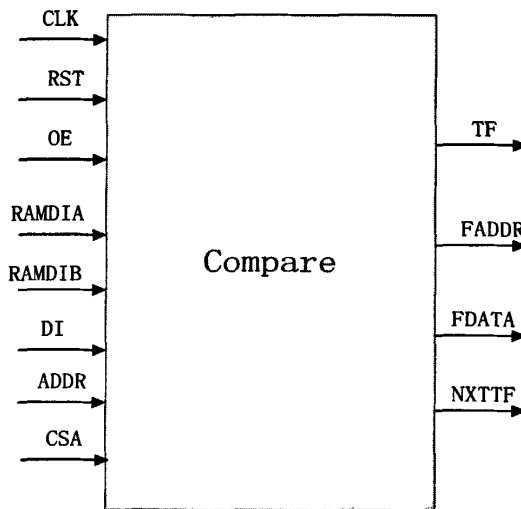 CLK
RST
OE
RAMDIA
RAMDIB
DI
ADDR
CSA
Compare
TF
FADDR
FDATA
NXTTF